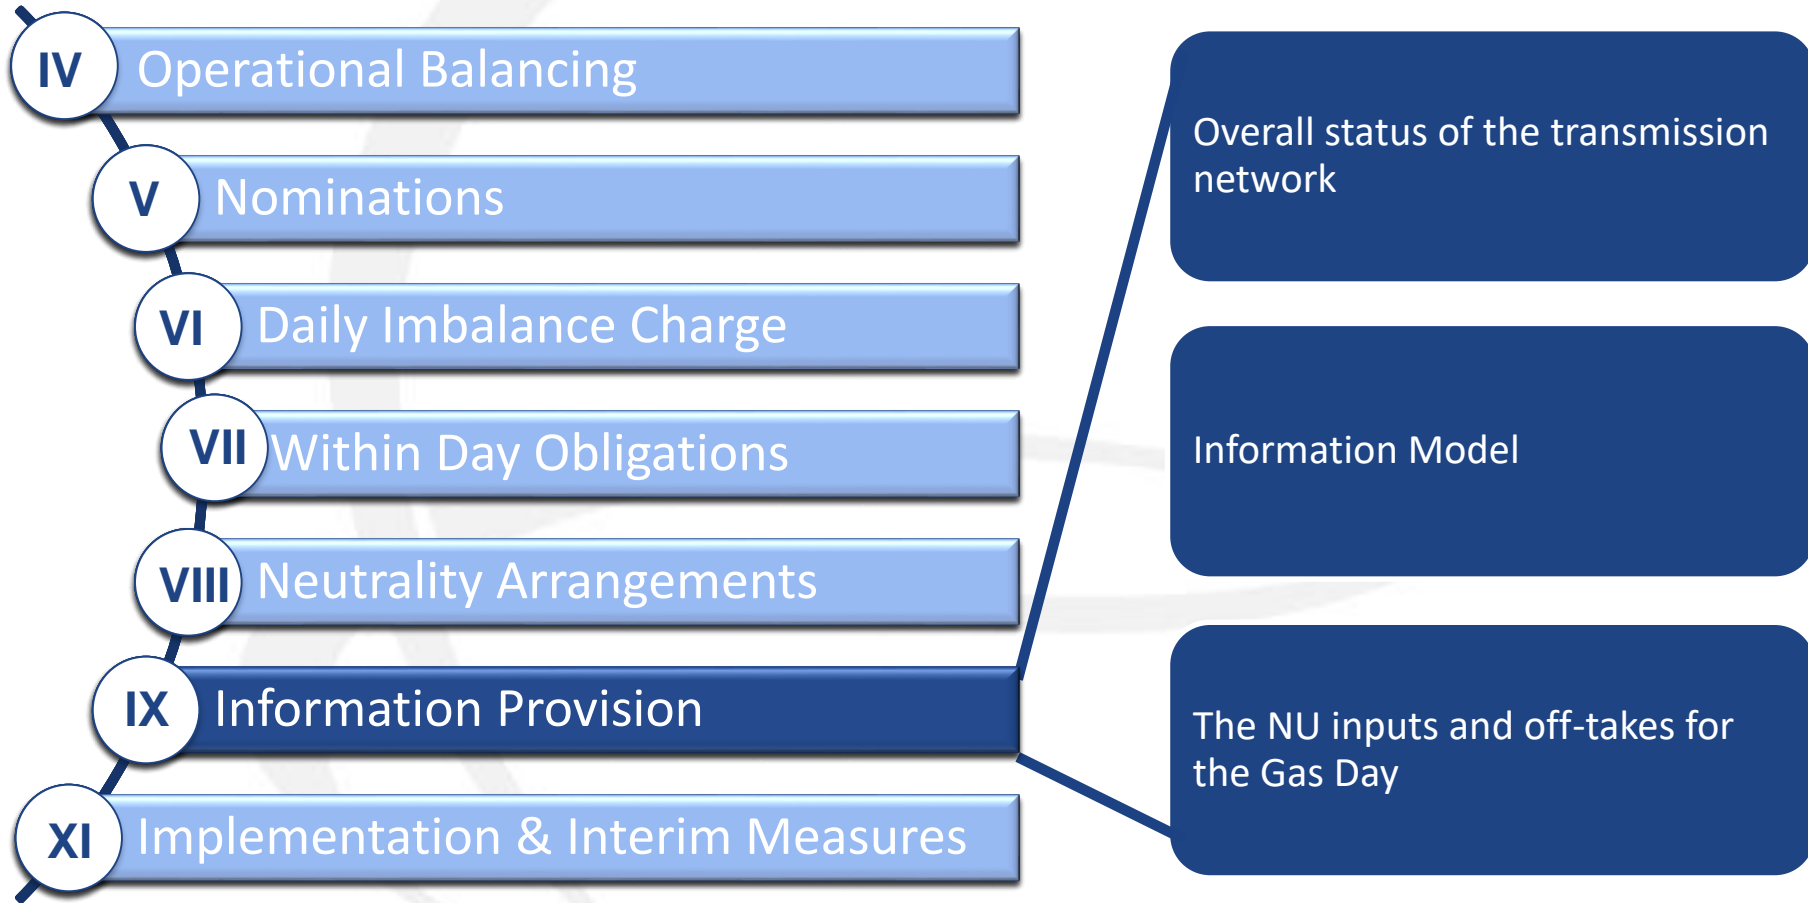 IV Operational Balancing
V Nominations
VI Daily Imbalance Charge
VII Within Day Obligations
VIII Neutrality Arrangements
IX Information Provision
XI Implementation & Interim Measures
Overall status of the transmission
network
Information Model
The NU inputs and off-takes for
the Gas Day